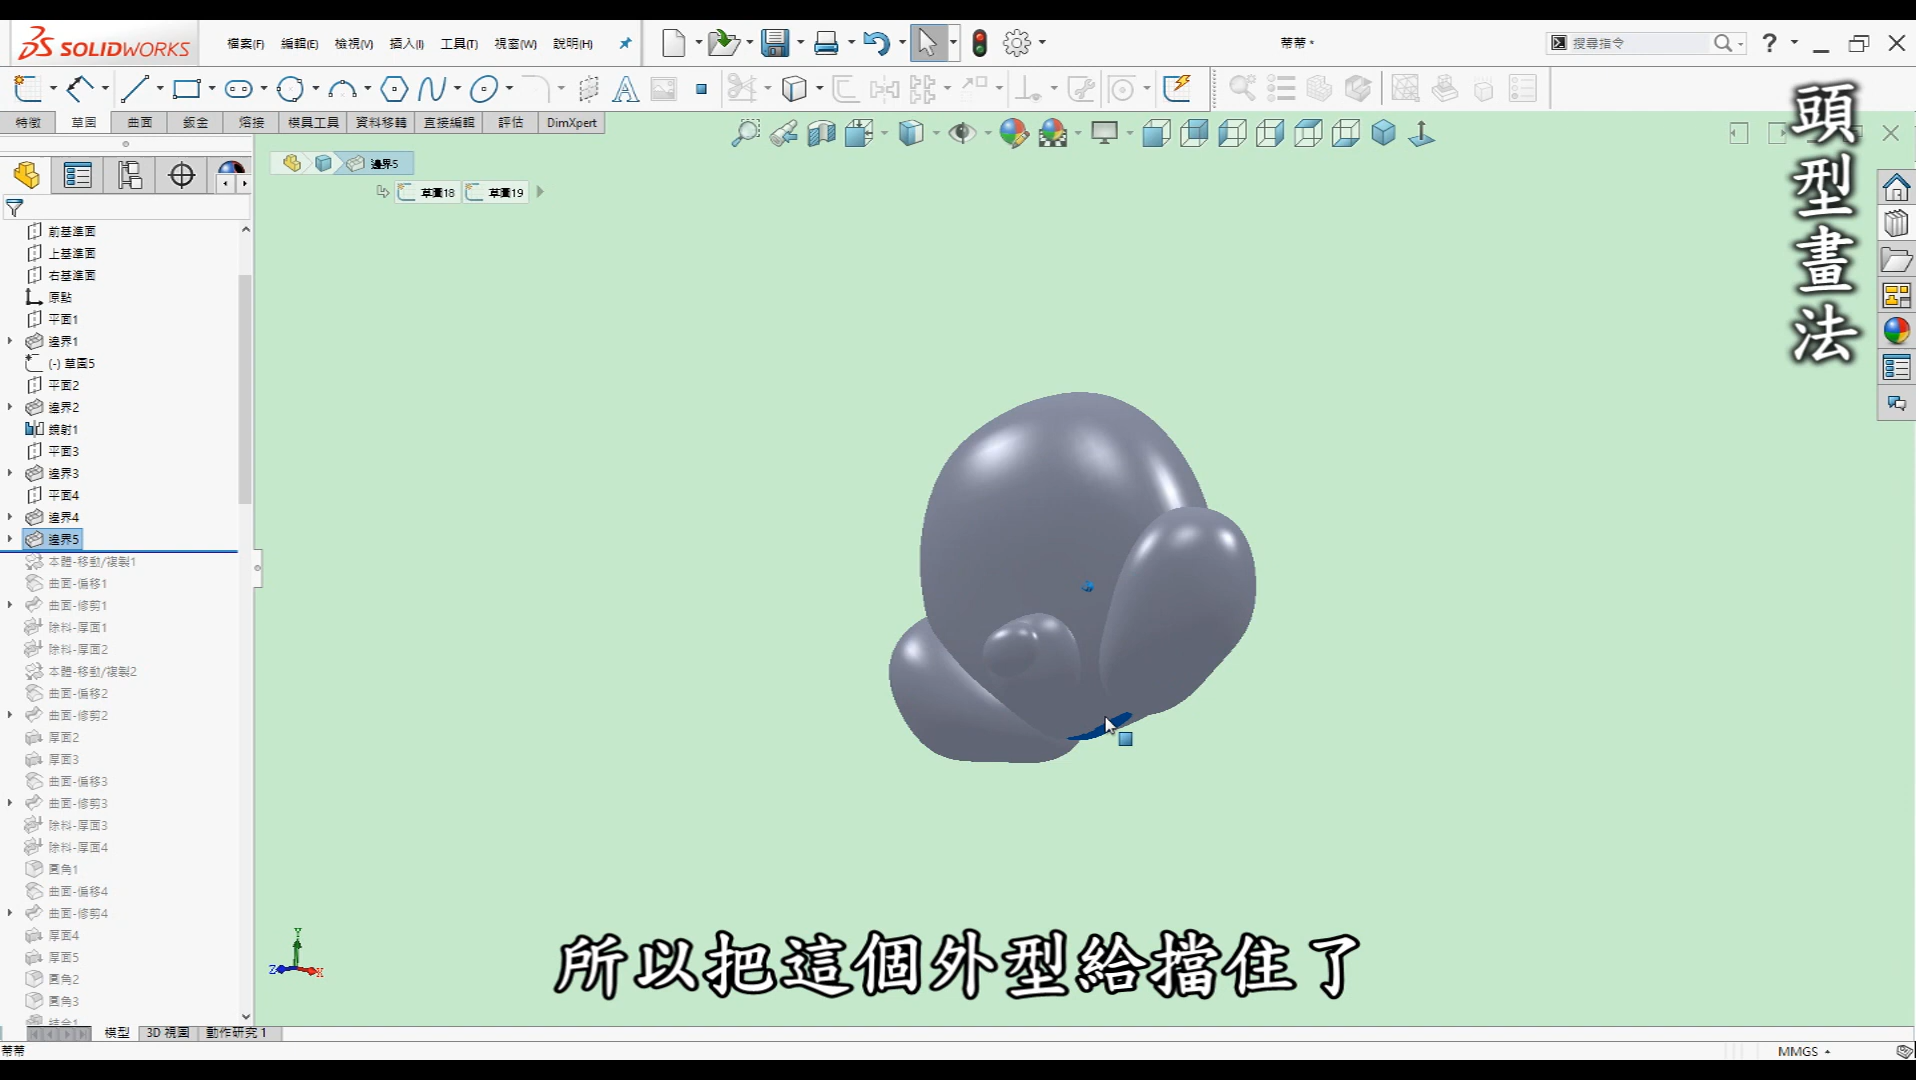 SOLIDWORKS
檔案(F) 編輯(E) 檢視(V) 插入(I) 工具(T) 視窗(W) 說明(H)
蒂蒂 *
搜尋指令
特徵 草圖 曲面 鈑金 熔接 模具工具 資料移轉 直接編輯 評估 DimXpert
邊界5
草圖18 草圖19
前基準面
上基準面
右基準面
原點
平面1
邊界1
(-) 草圖5
平面2
邊界2
鏡射1
平面3
邊界3
平面4
邊界4
邊界5
本體-移動/複製1
曲面-偏移1
曲面-修剪1
除料-厚面1
除料-厚面2
本體-移動/複製2
曲面-偏移2
曲面-修剪2
厚面2
厚面3
曲面-偏移3
曲面-修剪3
除料-厚面3
除料-厚面4
圓角1
曲面-偏移4
曲面-修剪4
厚面4
厚面5
圓角2
圓角3
結合1
頭型畫法
Y
Z
X
所以把這個外型給擋住了
模型 3D 視圖 動作研究 1
蒂蒂
MMGS